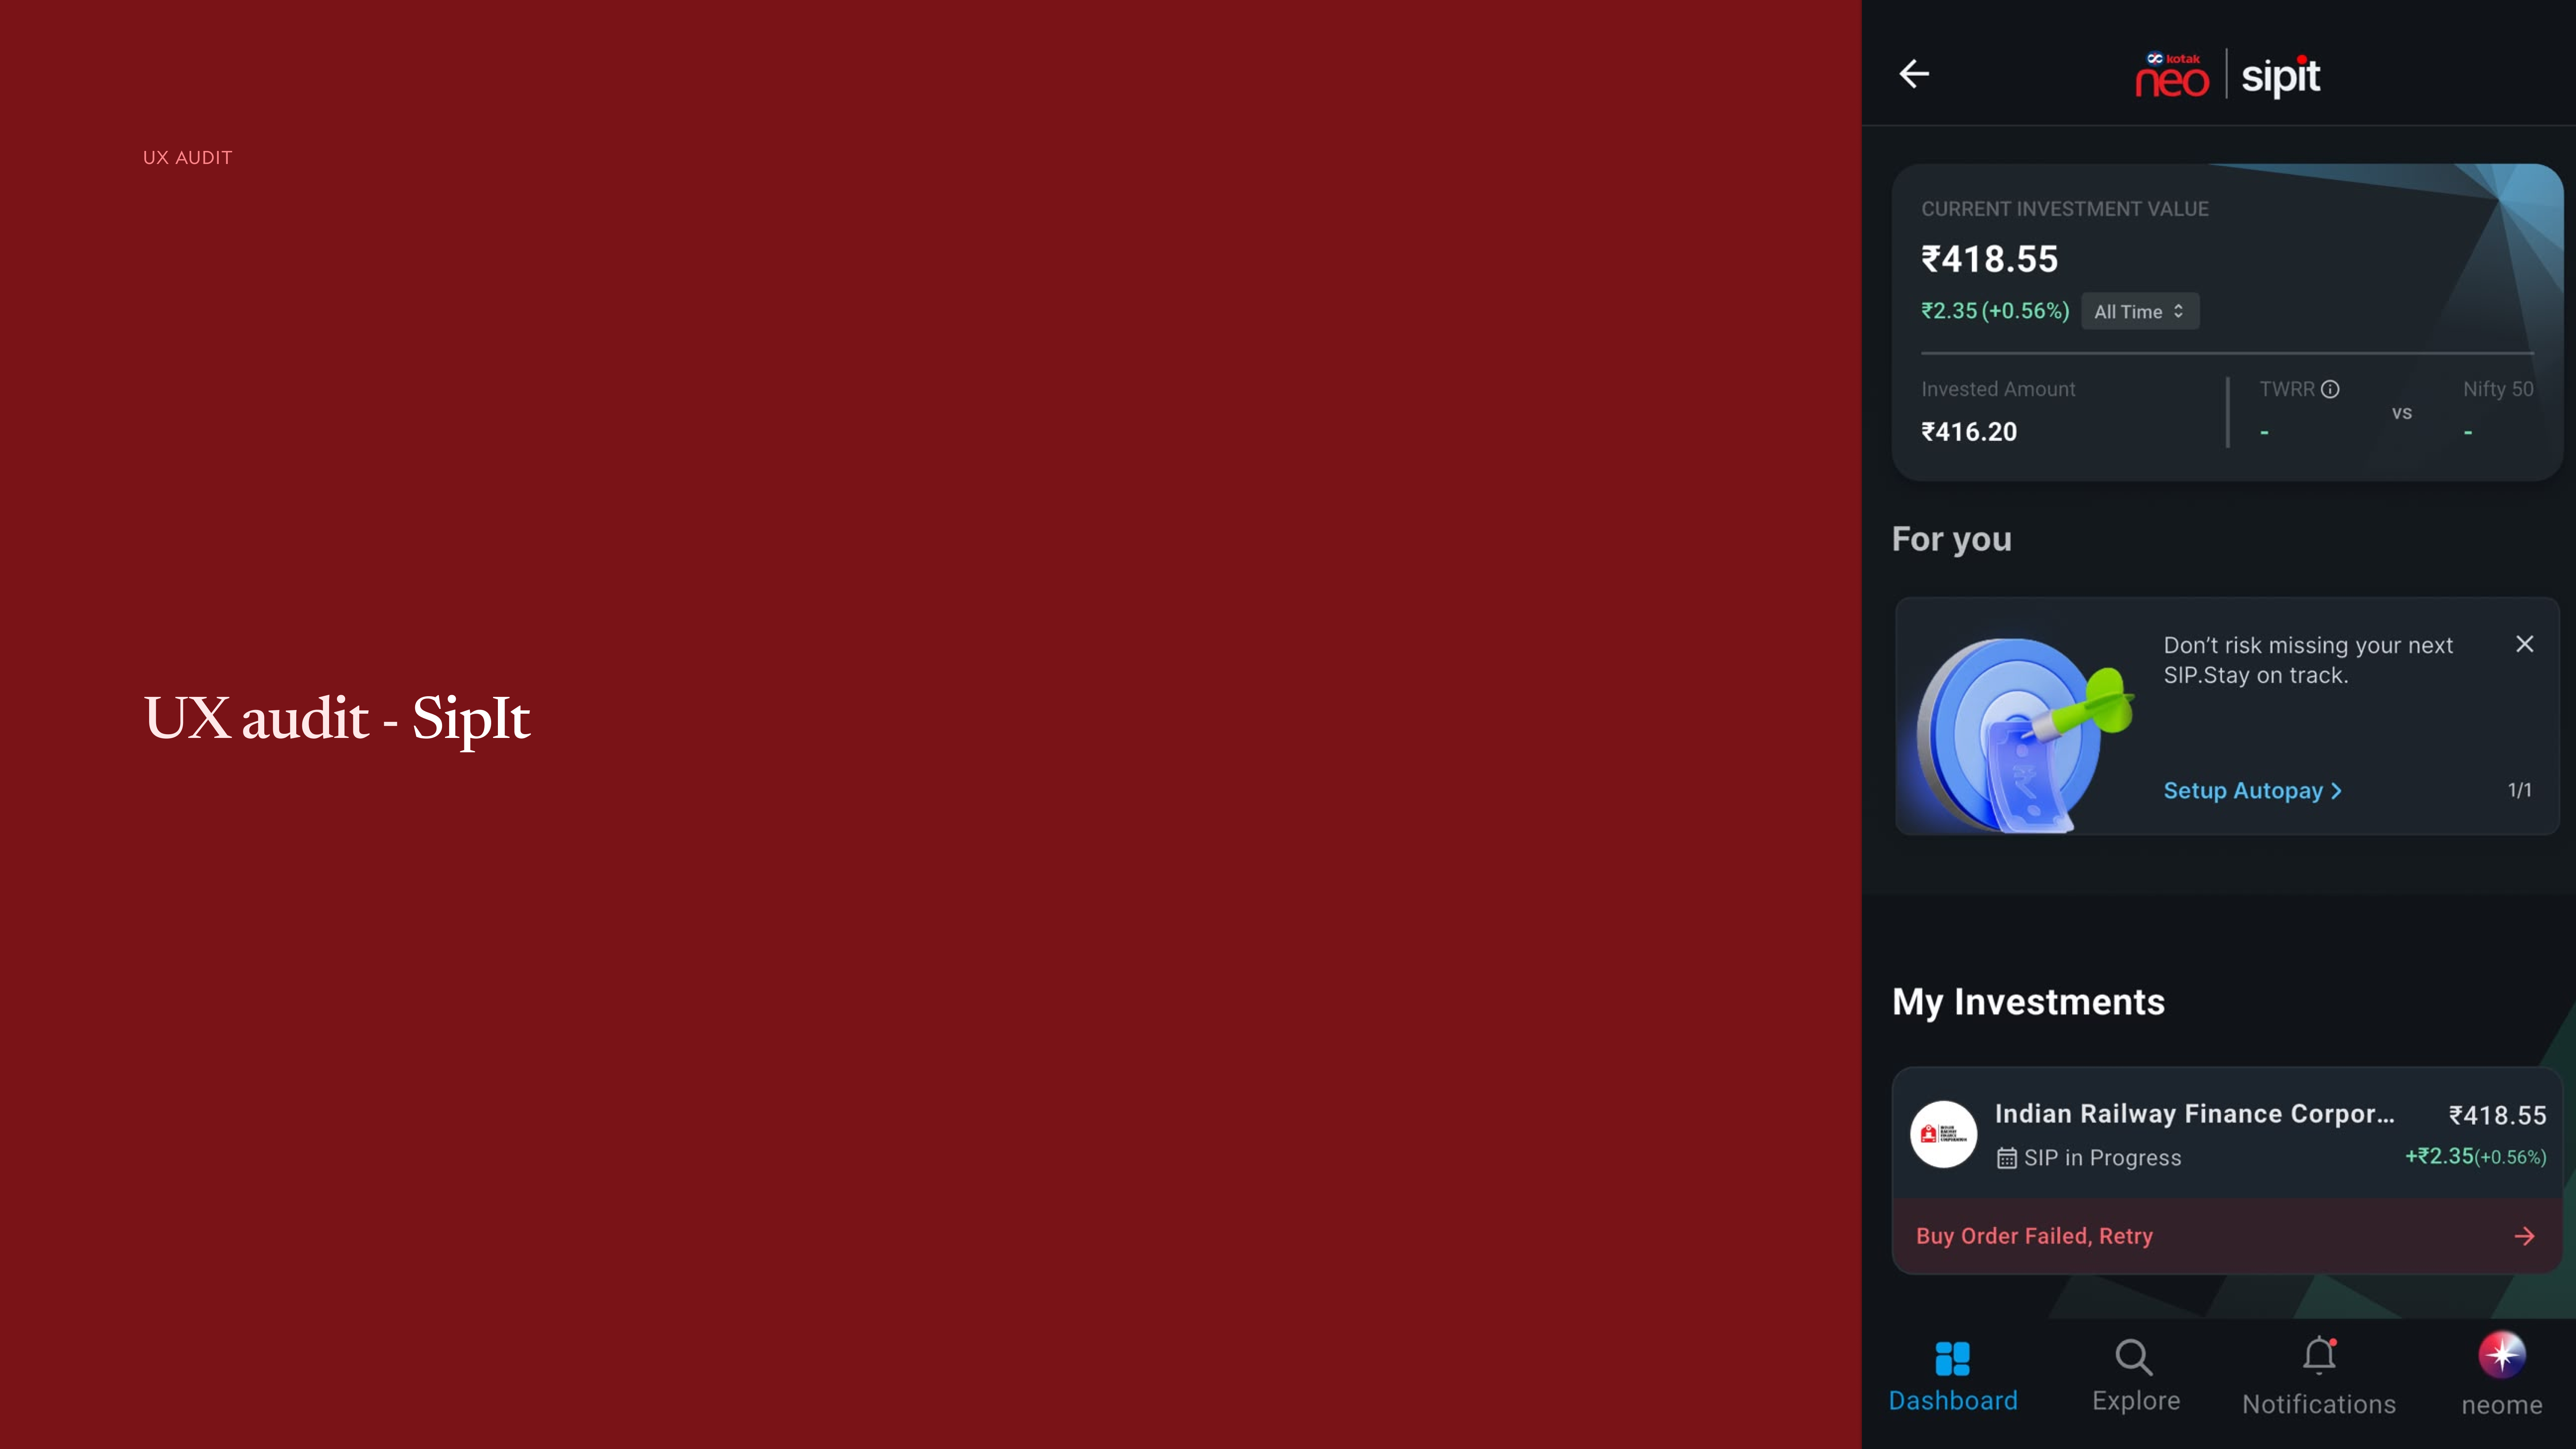 UX AUDIT
UX audit - SipIt
kotak
neo | sipit
CURRENT INVESTMENT VALUE
₹418.55
₹2.35 (+0.56%) All Time
Invested Amount
₹416.20
TWRR
-
vs
Nifty 50
-
For you
Don’t risk missing your next
SIP.Stay on track.
Setup Autopay
1/1
My Investments
Indian Railway Finance Corpor... ₹418.55
SIP in Progress +₹2.35(+0.56%)
Buy Order Failed, Retry
Dashboard Explore Notifications neome